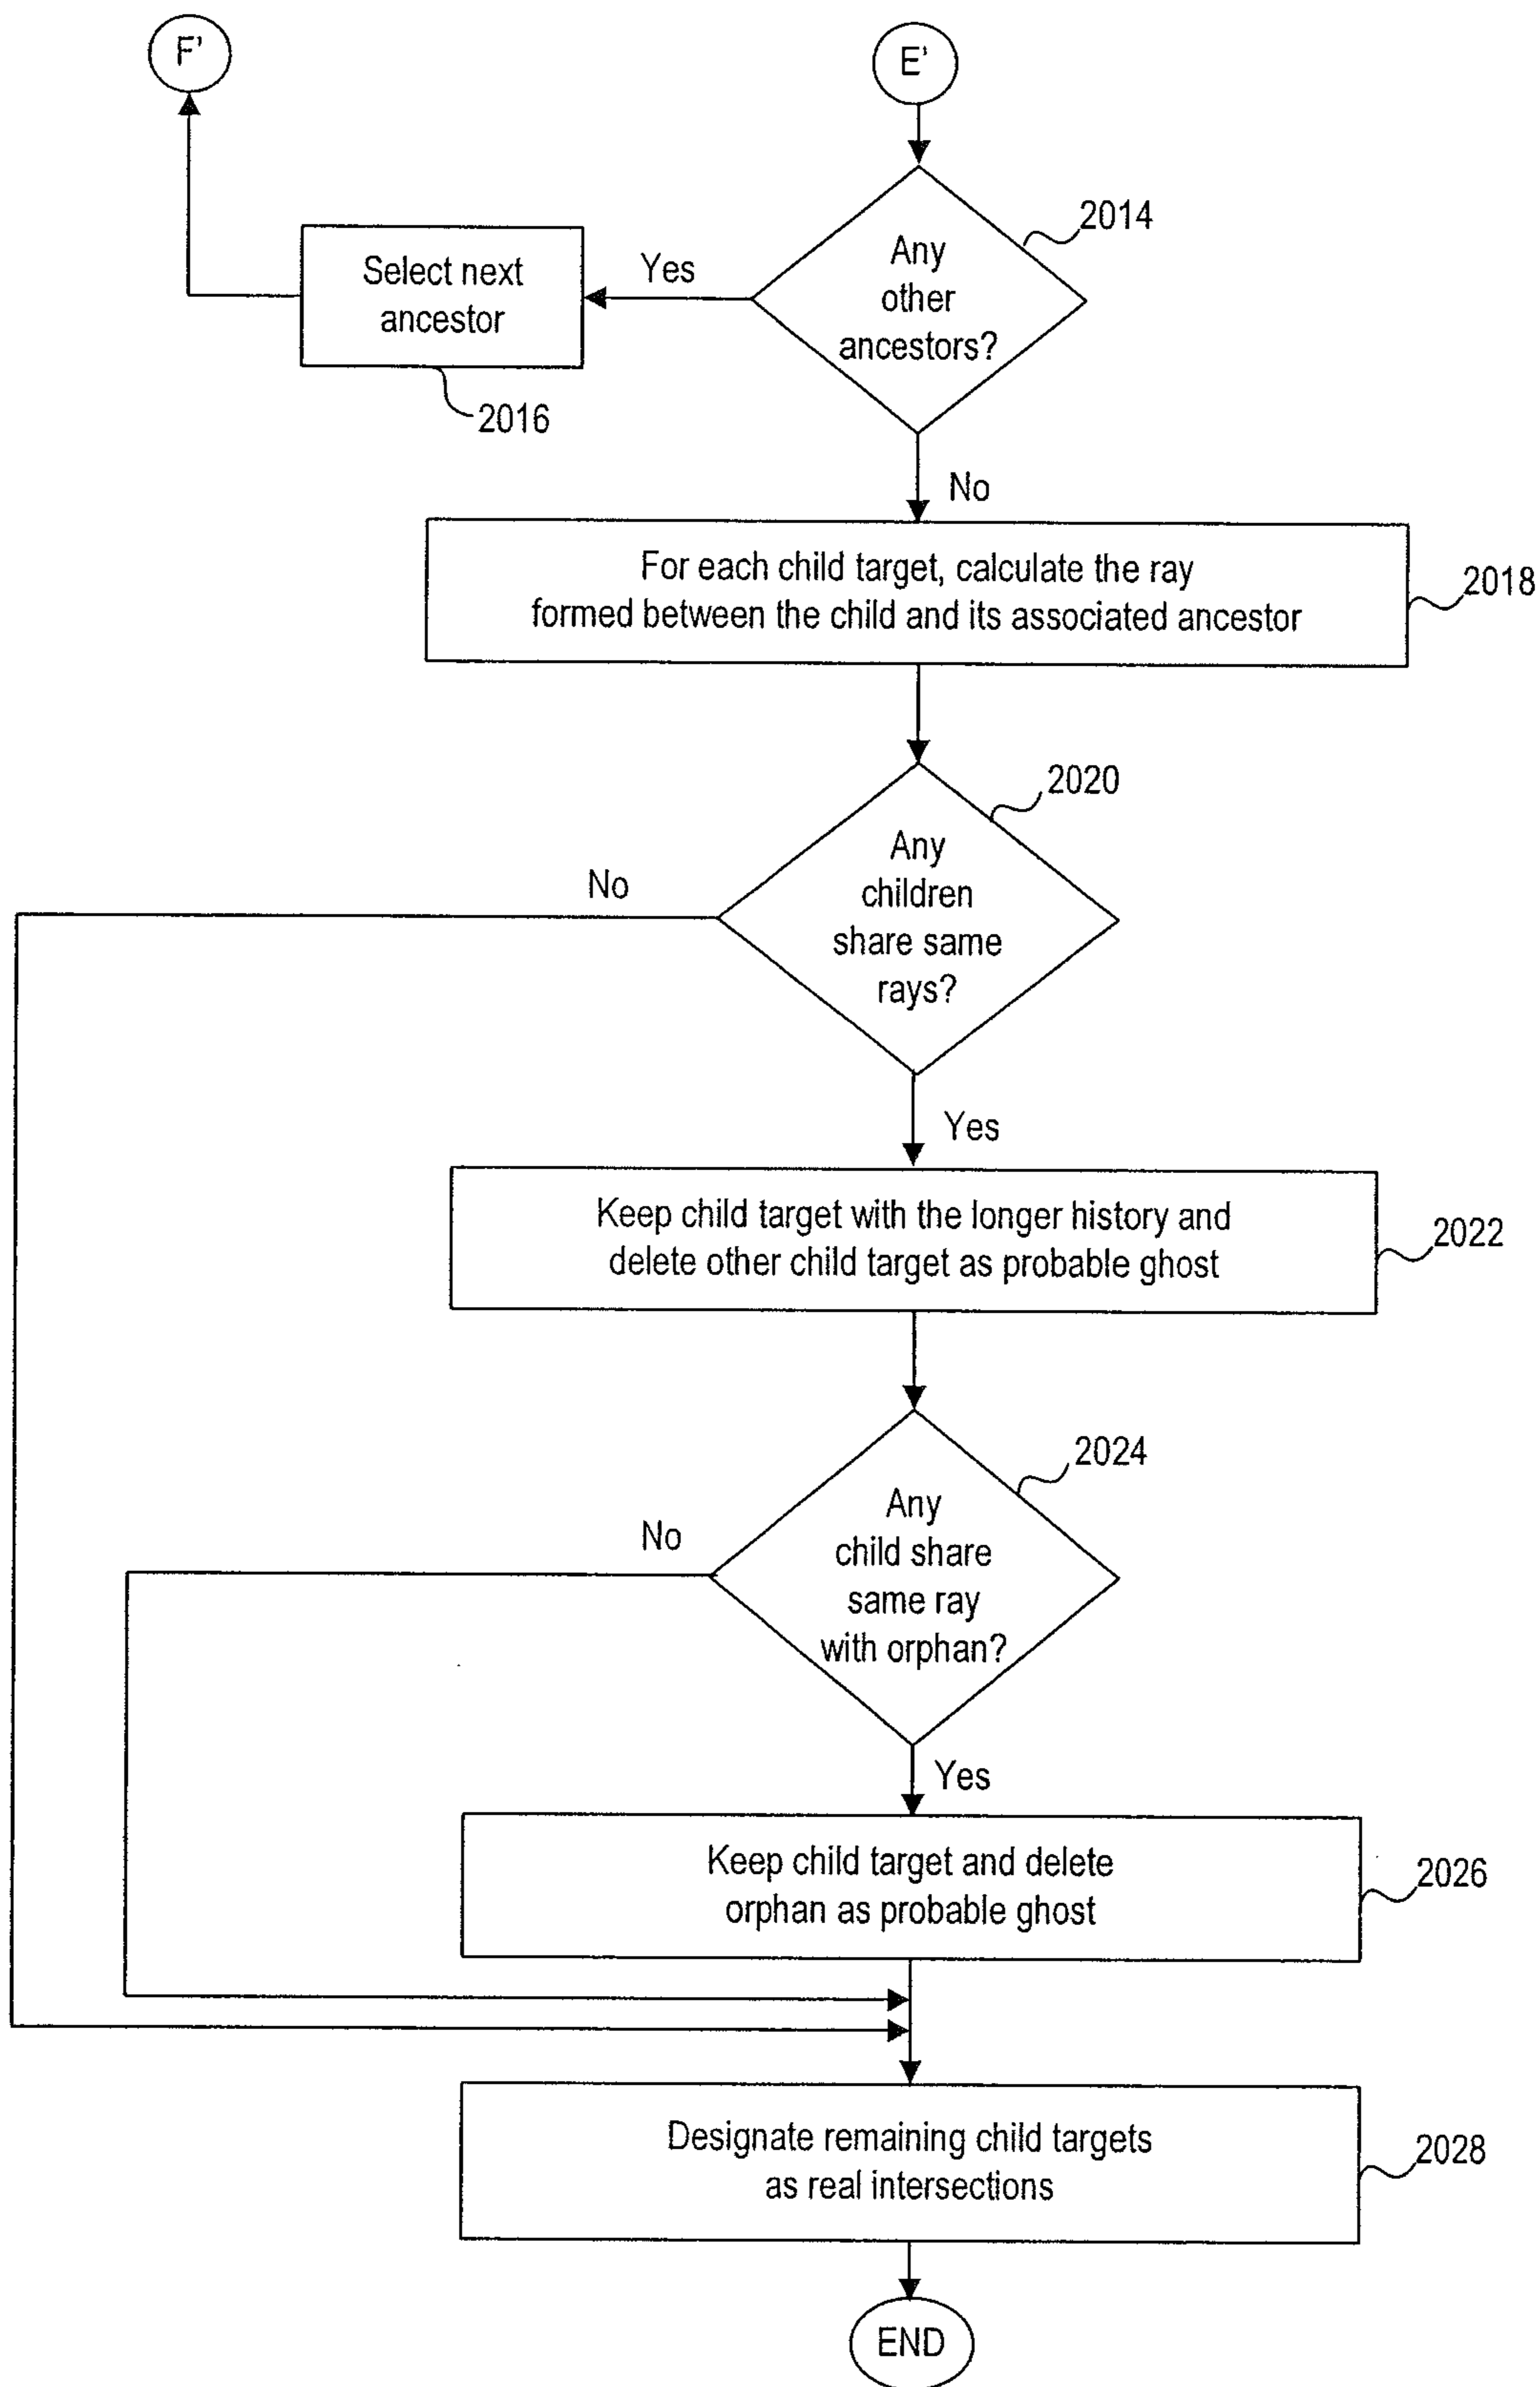 F'
E'
2014
Any
other
ancestors?
Yes
Select next
ancestor
2016
No
For each child target, calculate the ray
formed between the child and its associated ancestor
2018
2020
Any
children
share same
rays?
No
Yes
Keep child target with the longer history and
delete other child target as probable ghost
2022
2024
Any
child share
same ray
with orphan?
No
Yes
Keep child target and delete
orphan as probable ghost
2026
Designate remaining child targets
as real intersections
2028
END